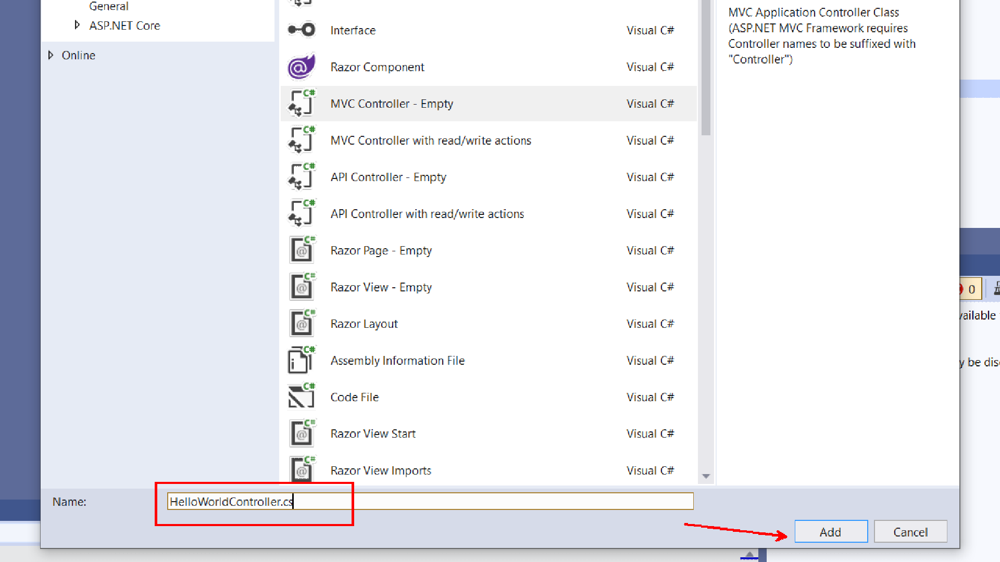 General
ASP.NET Core
Online
Interface Visual C#
Razor Component Visual C#
MVC Controller - Empty Visual C#
MVC Controller with read/write actions Visual C#
API Controller - Empty Visual C#
API Controller with read/write actions Visual C#
Razor Page - Empty Visual C#
Razor View - Empty Visual C#
Razor Layout Visual C#
Assembly Information File Visual C#
Code File Visual C#
Razor View Start Visual C#
Razor View Imports Visual C#
MVC Application Controller Class
(ASP.NET MVC Framework requires
Controller names to be suffixed with
"Controller")
0
y be
Name: HelloWorldController.cs
Add Cancel